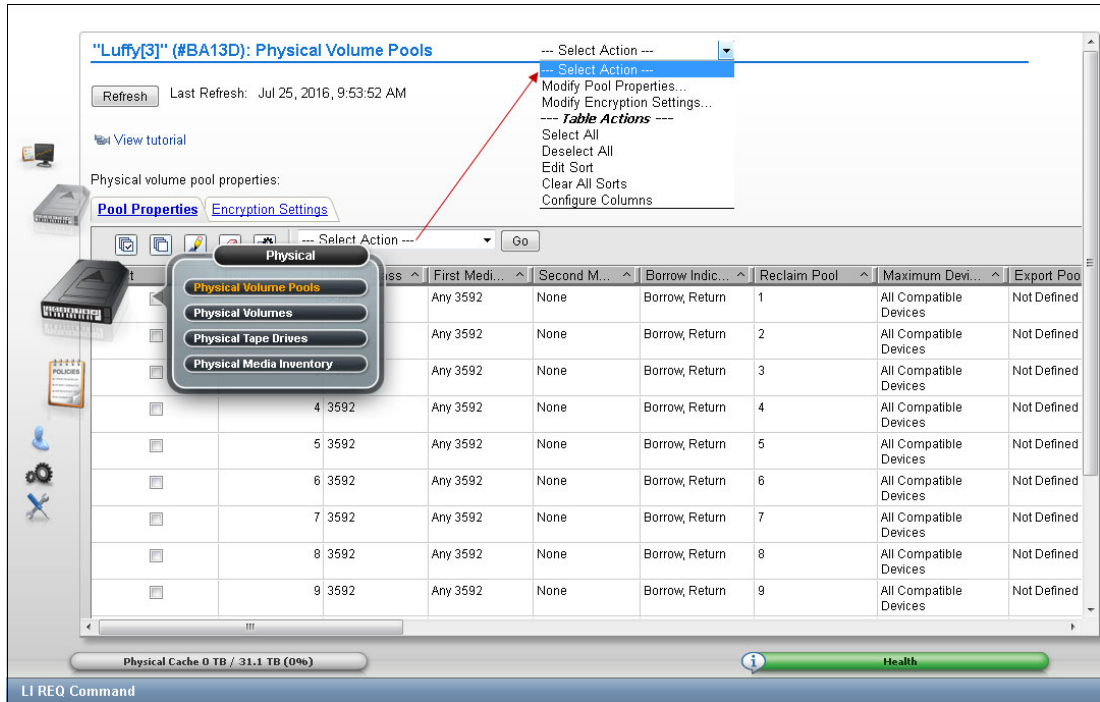 "Luffy[3]" (#BA13D): Physical Volume Pools
--- Select Action ---
--- Select Action ---
Modify Pool Properties...
Modify Encryption Settings...
--- Table Actions ---
Select All
Deselect All
Edit Sort
Clear All Sorts
Configure Columns
Refresh Last Refresh: Jul 25, 2016, 9:53:52 AM
View tutorial
Physical volume pool properties:
Pool Properties Encryption Settings
--- Select Action --- Go
Physical
Physical Volume Pools
Physical Volumes
Physical Tape Drives
Physical Media Inventory
POLICIES
t ass ^ First Medi... ^ Second M... ^ Borrow Indic... ^ Reclaim Pool ^ Maximum Devi... ^ Export Poo
Any 3592 None Borrow, Return 1 All Compatible Devices Not Defined
Any 3592 None Borrow, Return 2 All Compatible Devices Not Defined
Any 3592 None Borrow, Return 3 All Compatible Devices Not Defined
4 3592 Any 3592 None Borrow, Return 4 All Compatible Devices Not Defined
5 3592 Any 3592 None Borrow, Return 5 All Compatible Devices Not Defined
6 3592 Any 3592 None Borrow, Return 6 All Compatible Devices Not Defined
7 3592 Any 3592 None Borrow, Return 7 All Compatible Devices Not Defined
8 3592 Any 3592 None Borrow, Return 8 All Compatible Devices Not Defined
9 3592 Any 3592 None Borrow, Return 9 All Compatible Devices Not Defined
Physical Cache 0 TB / 31.1 TB (0%)
Health
LI REQ Command